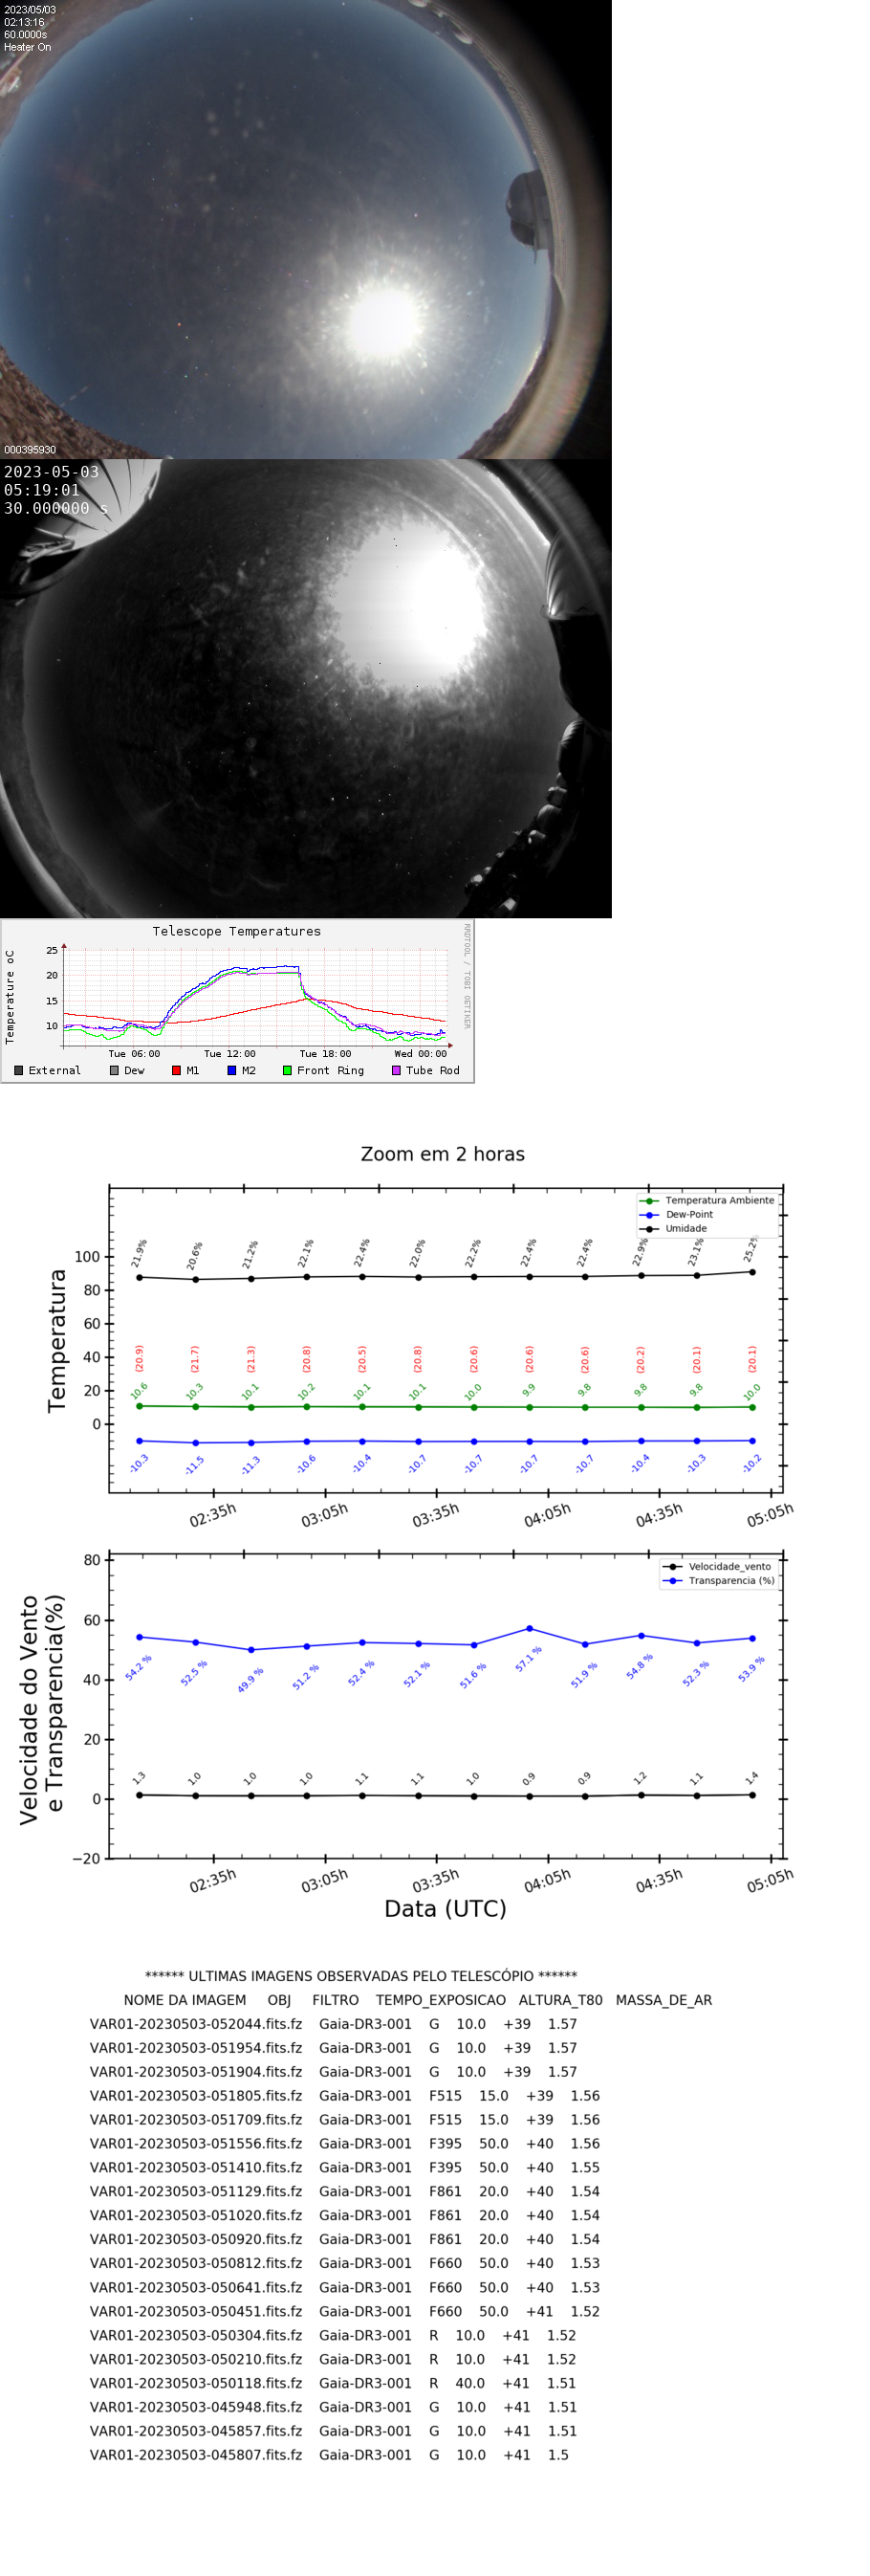 2023/05/03
02:13:16
60.0000s
Heater On
000395930
2023-05-03
05:19:01
30.000000 s
Telescope Temperatures
RRDTOOL / TOBI OETIKER
Temperature oC
25
20
15
10
Tue 06:00 Tue 12:00 Tue 18:00 Wed 00:00
External Dew M1 M2 Front Ring Tube Rod
Zoom em 2 horas
Temperatura Ambiente
Dew-Point
Umidade
Temperatura
100
80
60
40
20
0
21.9% 20.6% 21.2% 22.1% 22.4% 22.0% 22.2% 22.4% 22.4% 22.9% 23.1% 25.2%
(20.9) (21.7) (21.3) (20.8) (20.5) (20.8) (20.6) (20.6) (20.6) (20.2) (20.1) (20.1)
10.6 10.3 10.1 10.2 10.1 10.1 10.0 9.9 9.8 9.8 9.8 10.0
-10.3 -11.5 -11.3 -10.6 -10.4 -10.7 -10.7 -10.7 -10.7 -10.4 -10.3 -10.2
02:35h 03:05h 03:35h 04:05h 04:35h 05:05h
Velocidade_vento
Transparencia (%)
Velocidade do Vento
e Transparencia(%)
80
60
40
20
0
−20
54.2 % 52.5 % 49.9 % 51.2 % 52.4 % 52.1 % 51.6 % 57.1 % 51.9 % 54.8 % 52.3 % 53.9 %
1.3 1.0 1.0 1.0 1.1 1.1 1.0 0.9 0.9 1.2 1.1 1.4
02:35h 03:05h 03:35h 04:05h 04:35h 05:05h
Data (UTC)
****** ULTIMAS IMAGENS OBSERVADAS PELO TELESCÓPIO ******
NOME DA IMAGEM OBJ FILTRO TEMPO_EXPOSICAO ALTURA_T80 MASSA_DE_AR
VAR01-20230503-052044.fits.fz Gaia-DR3-001 G 10.0 +39 1.57
VAR01-20230503-051954.fits.fz Gaia-DR3-001 G 10.0 +39 1.57
VAR01-20230503-051904.fits.fz Gaia-DR3-001 G 10.0 +39 1.57
VAR01-20230503-051805.fits.fz Gaia-DR3-001 F515 15.0 +39 1.56
VAR01-20230503-051709.fits.fz Gaia-DR3-001 F515 15.0 +39 1.56
VAR01-20230503-051556.fits.fz Gaia-DR3-001 F395 50.0 +40 1.56
VAR01-20230503-051410.fits.fz Gaia-DR3-001 F395 50.0 +40 1.55
VAR01-20230503-051129.fits.fz Gaia-DR3-001 F861 20.0 +40 1.54
VAR01-20230503-051020.fits.fz Gaia-DR3-001 F861 20.0 +40 1.54
VAR01-20230503-050920.fits.fz Gaia-DR3-001 F861 20.0 +40 1.54
VAR01-20230503-050812.fits.fz Gaia-DR3-001 F660 50.0 +40 1.53
VAR01-20230503-050641.fits.fz Gaia-DR3-001 F660 50.0 +40 1.53
VAR01-20230503-050451.fits.fz Gaia-DR3-001 F660 50.0 +41 1.52
VAR01-20230503-050304.fits.fz Gaia-DR3-001 R 10.0 +41 1.52
VAR01-20230503-050210.fits.fz Gaia-DR3-001 R 10.0 +41 1.52
VAR01-20230503-050118.fits.fz Gaia-DR3-001 R 40.0 +41 1.51
VAR01-20230503-045948.fits.fz Gaia-DR3-001 G 10.0 +41 1.51
VAR01-20230503-045857.fits.fz Gaia-DR3-001 G 10.0 +41 1.51
VAR01-20230503-045807.fits.fz Gaia-DR3-001 G 10.0 +41 1.5